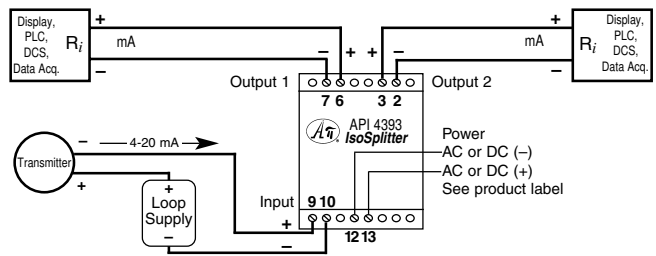 Display,
PLC,
DCS,
Data Acq.
Ri
+
mA
–
– + + –
+
mA
–
Ri
Display,
PLC,
DCS,
Data Acq.
Output 1
7 6 3 2
Output 2
API 4393
IsoSplitter
Power
AC or DC (–)
AC or DC (+)
See product label
Transmitter
– 4-20 mA
+
+
Loop
Supply
–
Input 9 10
+
–
12 13